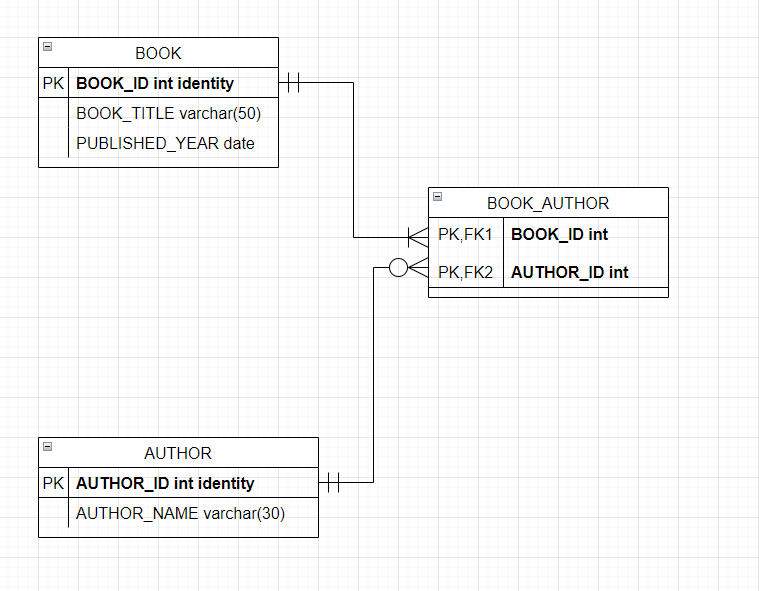 BOOK
PK BOOK_ID int identity
BOOK_TITLE varchar(50)
PUBLISHED_YEAR date
BOOK_AUTHOR
PK,FK1 BOOK_ID int
PK,FK2 AUTHOR_ID int
AUTHOR
PK AUTHOR_ID int identity
AUTHOR_NAME varchar(30)